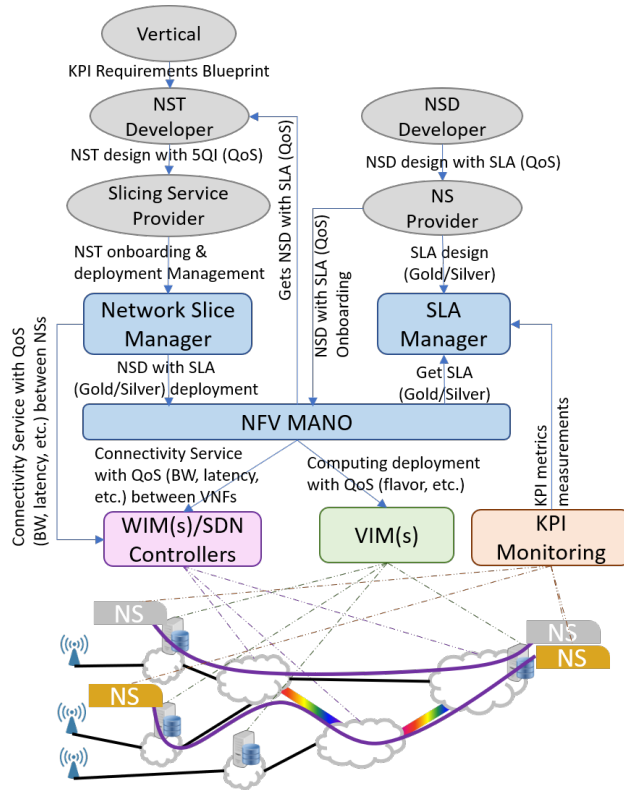 Vertical
KPI Requirements Blueprint
NST
Developer
NSD
Developer
NST design with 5QI (QoS)
NSD design with SLA (QoS)
Slicing Service
Provider
NS
Provider
Gets NSD with SLA (QoS)
NSD with SLA (QoS)
Onboarding
NST onboarding &
deployment Management
SLA design
(Gold/Silver)
Network Slice
Manager
SLA
Manager
Connectivity Service with QoS
(BW, latency, etc.) between NSs
NSD with SLA
(Gold/Silver) deployment
Get SLA
(Gold/Silver)
NFV MANO
KPI metrics
measurements
Connectivity Service
with QoS (BW, latency,
etc.) between VNFs
Computing deployment
with QoS (flavor, etc.)
WIM(s)/SDN
Controllers
VIM(s)
KPI
Monitoring
NS
NS
NS
NS